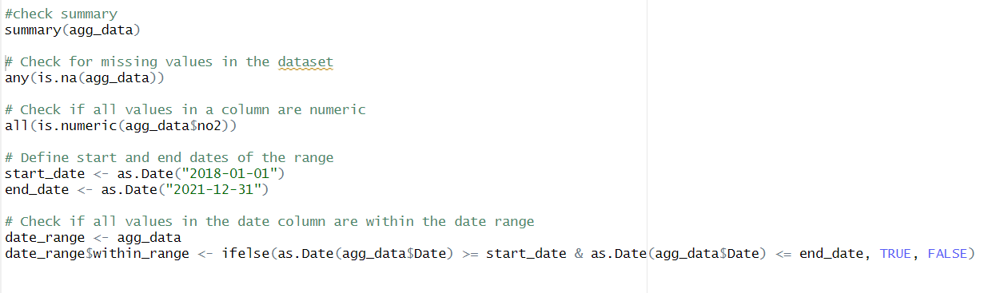 #check summary
summary(agg_data)
# Check for missing values in the dataset
any(is.na(agg_data))
# Check if all values in a column are numeric
all(is.numeric(agg_data$no2))
# Define start and end dates of the range
start_date <- as.Date("2018-01-01")
end_date <- as.Date("2021-12-31")
# Check if all values in the date column are within the date range
date_range <- agg_data
date_range$within_range <- ifelse(as.Date(agg_data$Date) >= start_date & as.Date(agg_data$Date) <= end_date, TRUE, FALSE)